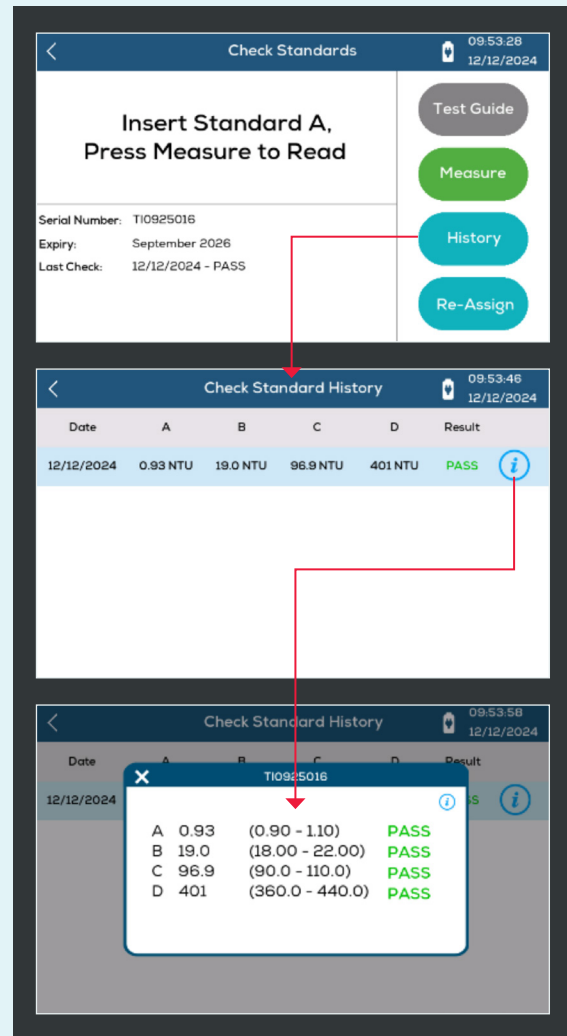 Check Standards
09:53:28
12/12/2024
Insert Standard A,
Press Measure to Read
Test Guide
Measure
History
Re-Assign
Serial Number: TI0925016
Expiry: September 2026
Last Check: 12/12/2024 - PASS
Check Standard History
09:53:46
12/12/2024
Date A B C D Result
12/12/2024 0.93 NTU 19.0 NTU 96.9 NTU 401 NTU PASS i
Check Standard History
09:53:58
12/12/2024
Date A B C D Result
12/12/2024 i
TI0925016
i
A 0.93 (0.90 - 1.10) PASS
B 19.0 (18.00 - 22.00) PASS
C 96.9 (90.0 - 110.0) PASS
D 401 (360.0 - 440.0) PASS